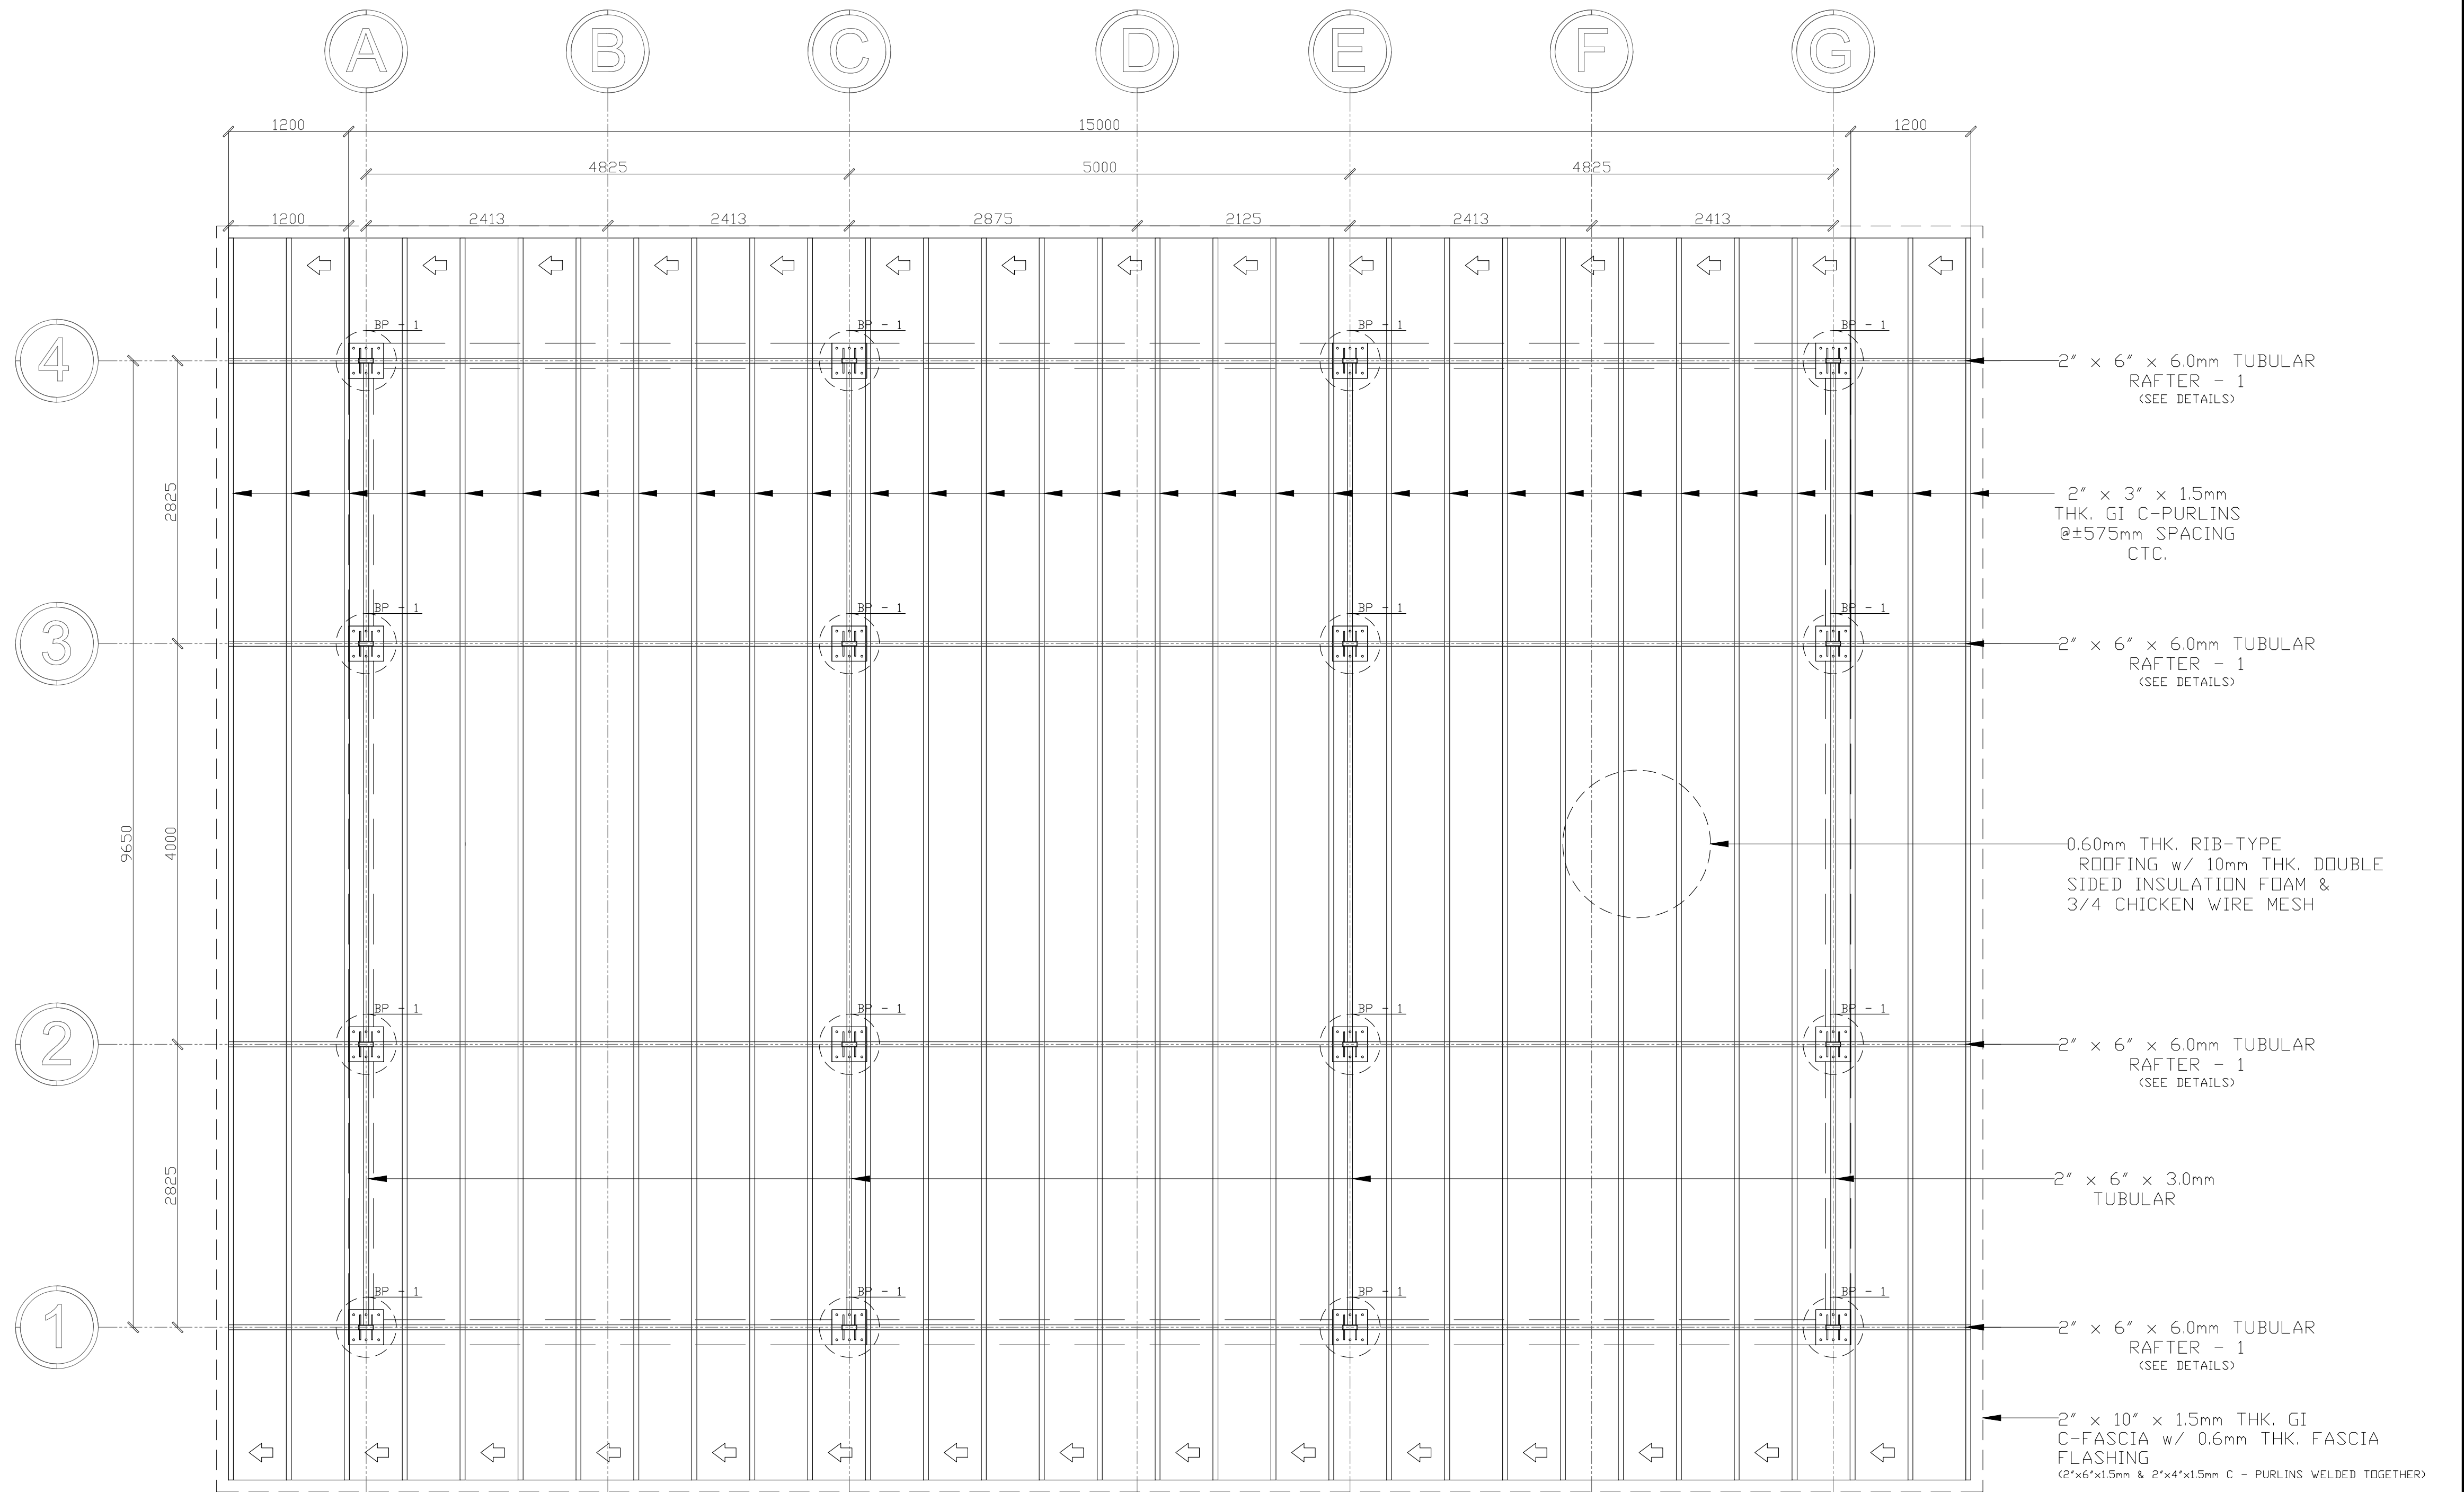 A B C D E F G
1200 15000 1200
4825 5000 4825
1200 2413 2413 2875 2125 2413 2413
BP - 1 BP - 1 BP - 1 BP - 1
4
2" x 6" x 6.0mm TUBULAR
RAFTER - 1
(SEE DETAILS)
2825
2" x 3" x 1.5mm
THK. GI C-PURLINS
@±575mm SPACING
CTC.
BP - 1 BP - 1 BP - 1 BP - 1
3
2" x 6" x 6.0mm TUBULAR
RAFTER - 1
(SEE DETAILS)
9650
4000
0.60mm THK. RIB-TYPE
ROOFING w/ 10mm THK. DOUBLE
SIDED INSULATION FOAM &
3/4 CHICKEN WIRE MESH
BP - 1 BP - 1 BP - 1 BP - 1
2
2" x 6" x 6.0mm TUBULAR
RAFTER - 1
(SEE DETAILS)
2825
2" x 6" x 3.0mm
TUBULAR
BP - 1 BP - 1 BP - 1 BP - 1
1
2" x 6" x 6.0mm TUBULAR
RAFTER - 1
(SEE DETAILS)
2" x 10" x 1.5mm THK. GI
C-FASCIA w/ 0.6mm THK. FASCIA
FLASHING
(2"x6"x1.5mm & 2"x4"x1.5mm C - PURLINS WELDED TOGETHER)